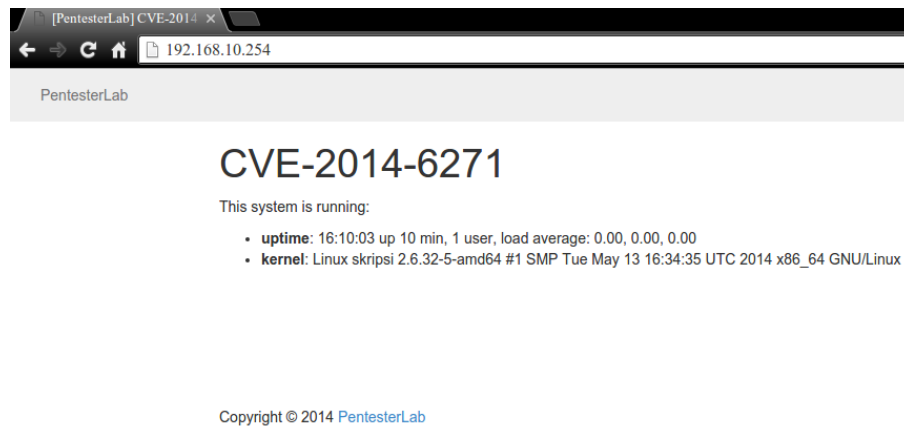 [PentesterLab] CVE-2014
192.168.10.254
PentesterLab
CVE-2014-6271
This system is running:
• uptime: 16:10:03 up 10 min, 1 user, load average: 0.00, 0.00, 0.00
• kernel: Linux skripsi 2.6.32-5-amd64 #1 SMP Tue May 13 16:34:35 UTC 2014 x86_64 GNU/Linux
Copyright © 2014 PentesterLab